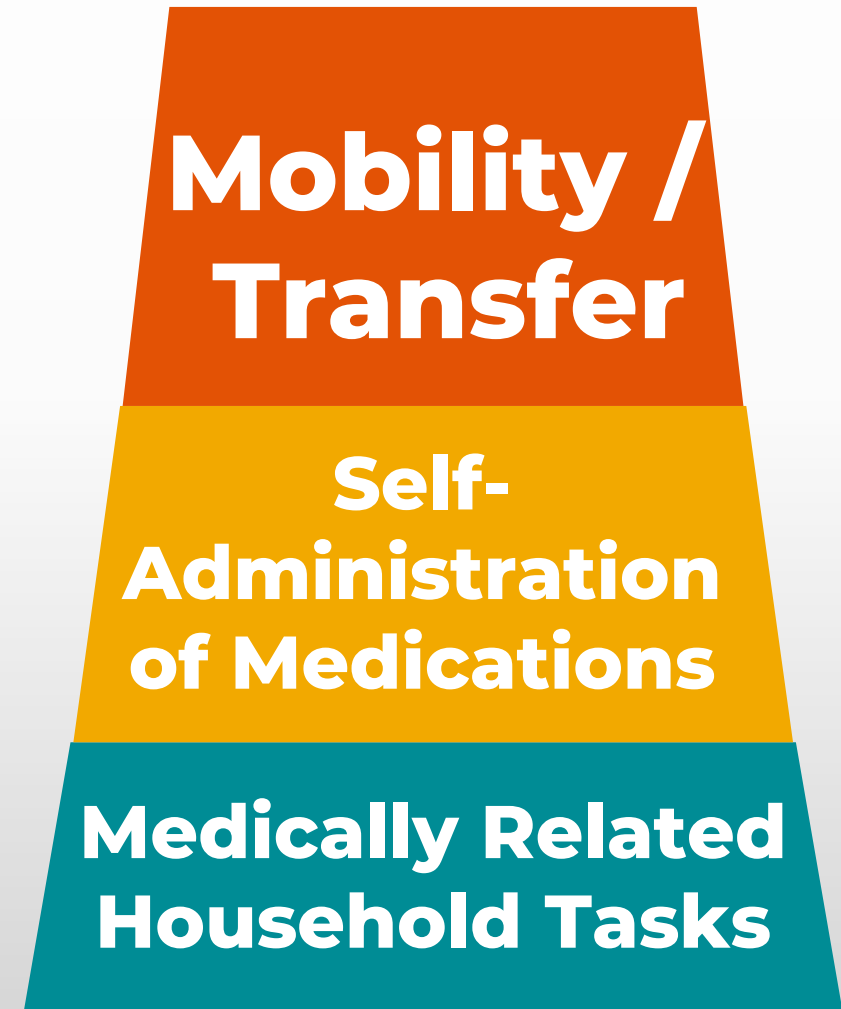 Mobility /
Transfer
Self-
Administration
of Medications
Medically Related
Household Tasks